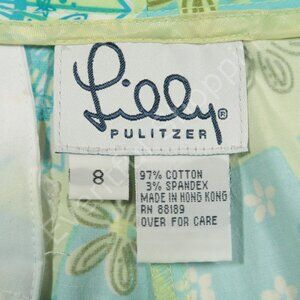 Lilly®
PULITZER
8
97% COTTON
3% SPANDEX
MADE IN HONG KONG
RN 88189
OVER FOR CARE